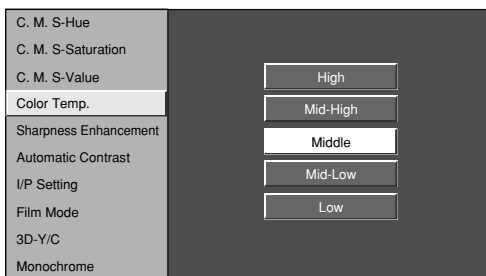 C. M. S-Hue
C. M. S-Saturation
C. M. S-Value
Color Temp.
Sharpness Enhancement
Automatic Contrast
I/P Setting
Film Mode
3D-Y/C
Monochrome
High
Mid-High
Middle
Mid-Low
Low